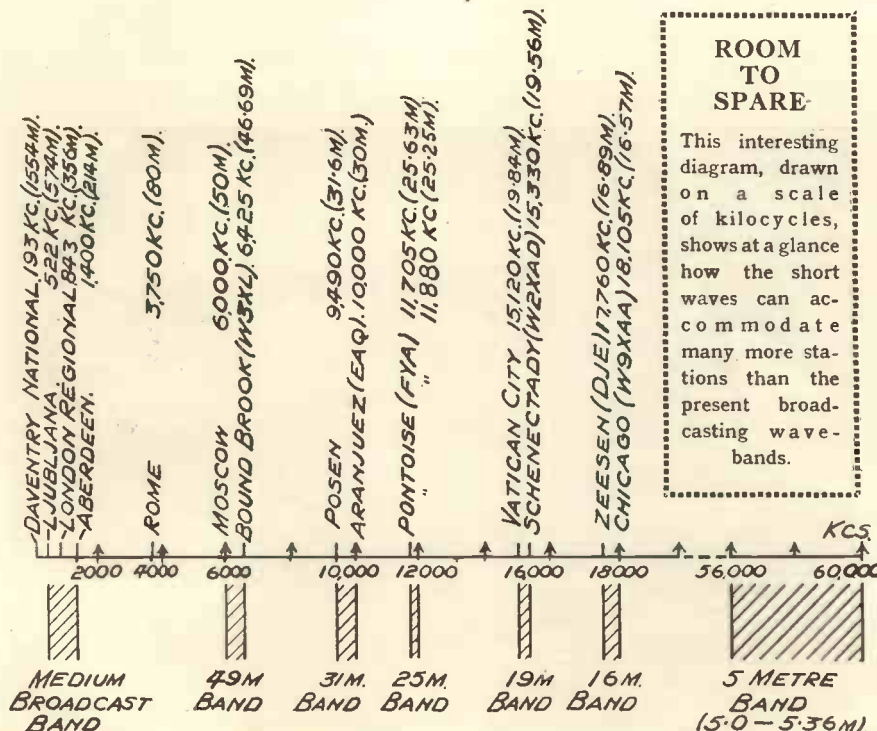 DAVENTRY NATIONAL. 193 KC. (1554M).
LJUBLJANA. 522 KC. (574M)
LONDON REGIONAL. 843 KC. (356M).
ABERDEEN. 1,400 KC. (214M).
ROME 3,750 KC. (80M).
MOSCOW 6000. KC. (50M).
BOUND BROOK (W3XL) 6,425 KC. (46·69M).
POSEN 9,490 KC. (31·6M).
ARANJUEZ (EAQ). 10,000 KC. (30M.)
PONTOISE (FYA) 11,705 KC. (25·63M).
" " 11,880 KC (25·25M).
VATICAN CITY 15,120 KC. (19·84M).
SCHENECTADY (W2XAD) 15,330 KC. (19·56M).
ZEESEN (DJE) 17,760 KC. (16·89M).
CHICAGO (W9XAA) 18,105 KC. (16·57M).
ROOM
TO
SPARE
This interesting
diagram, drawn
on a scale
of kilocycles,
shows at a glance
how the short
waves can ac-
commodate
many more sta-
tions than the
present broad-
casting wave-
bands.
KCS.
2000 4000 6000 10,000 12000 16,000 18000 56,000 60,000
MEDIUM
BROADCAST
BAND
49M
BAND
31M.
BAND
25M.
BAND
19M
BAND
16M.
BAND
5 METRE
BAND
(5·0 — 5·36M)